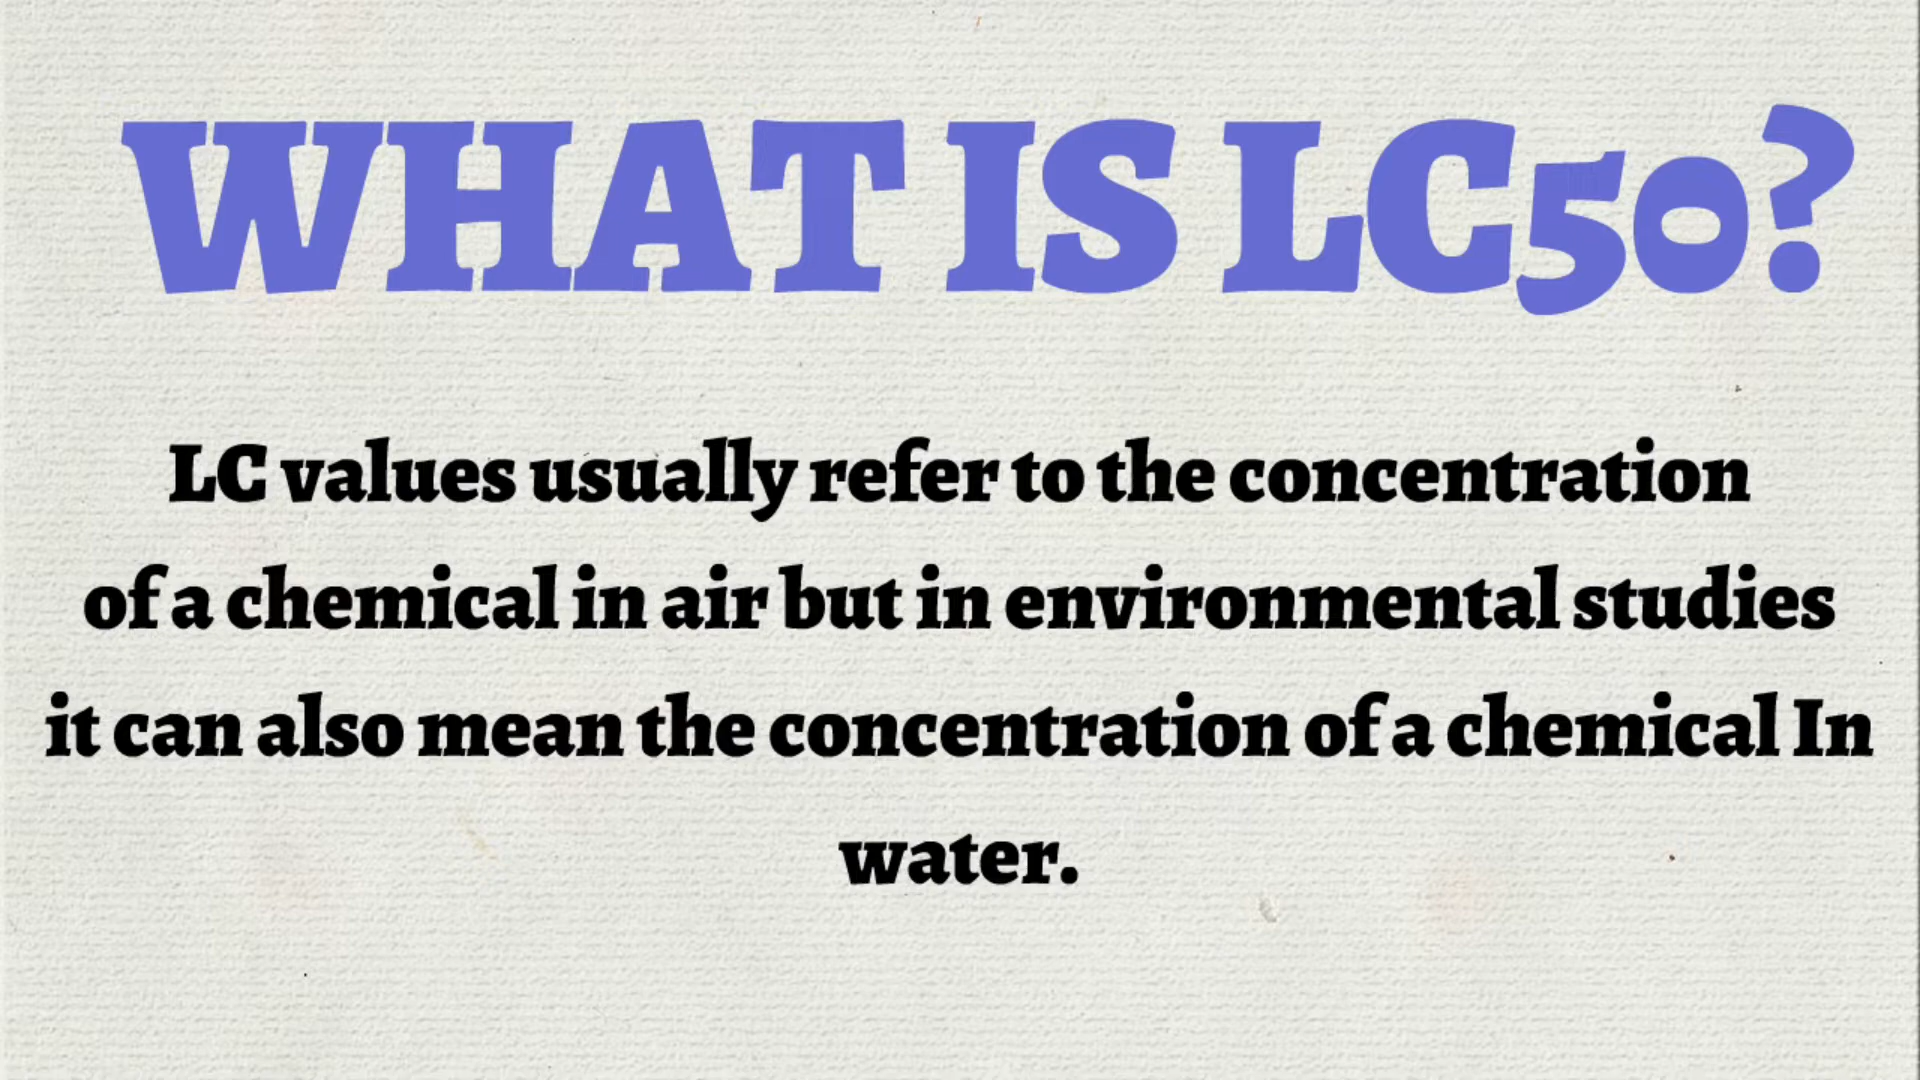 WHAT IS LC50?
LC values usually refer to the concentration
of a chemical in air but in environmental studies
it can also mean the concentration of a chemical In
water.